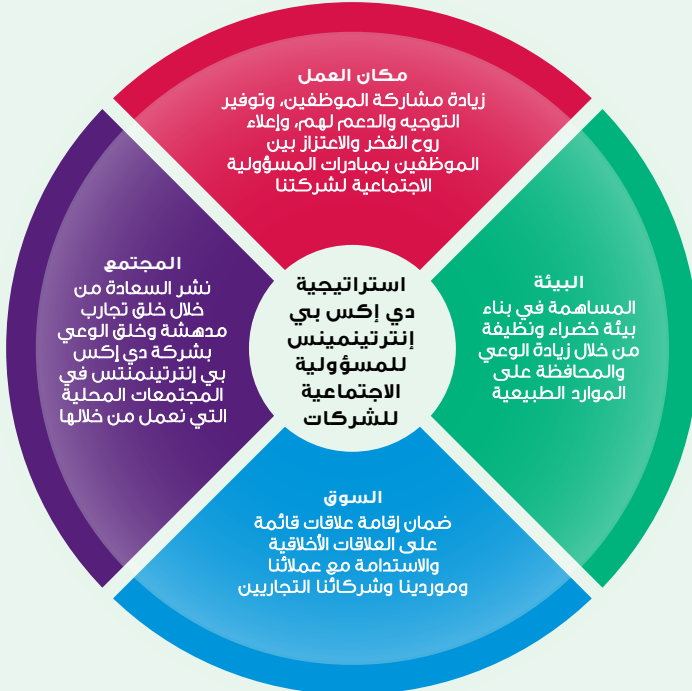 مكان العمل
زيادة مشاركة الموظفين، وتوفير
التوجيه والدعم لهم، وإعلاء
روح الفخر والاعتزاز بين
الموظفين بمبادرات المسؤولية
الاجتماعية لشركتنا
البيئة
المساهمة في بناء
بيئة خضراء ونظيفة
من خلال زيادة الوعي
والمحافظة على
الموارد الطبيعية
استراتيجية
دي إكس بي
إنترتينمينس
للمسؤولية
الاجتماعية
للشركات
المجتمع
نشر السعادة من
خلال خلق تجارب
مدهشة وخلق الوعي
بشركة دي إكس
بي إنترتينمنتس في
المجتمعات المحلية
التي نعمل من خلالها
السوق
ضمان إقامة علاقات قائمة
على العلاقات الأخلاقية
والاستدامة مع عملائنا
وموردينا وشركائنا التجاريين